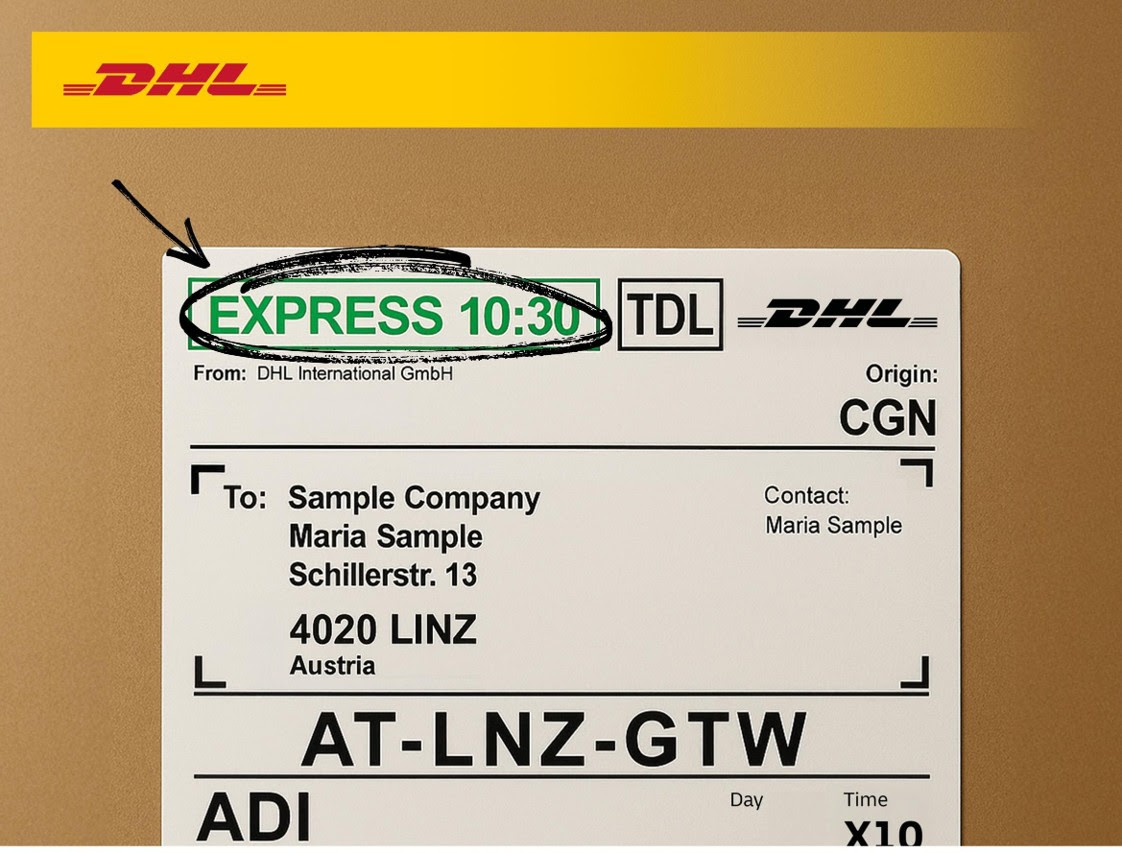 DHL
EXPRESS 10:30 TDL DHL
From: DHL International GmbH
Origin:
CGN
To: Sample Company
Maria Sample
Schillerstr. 13
4020 LINZ
Austria
Contact:
Maria Sample
AT-LNZ-GTW
ADI
Day
Time
X10